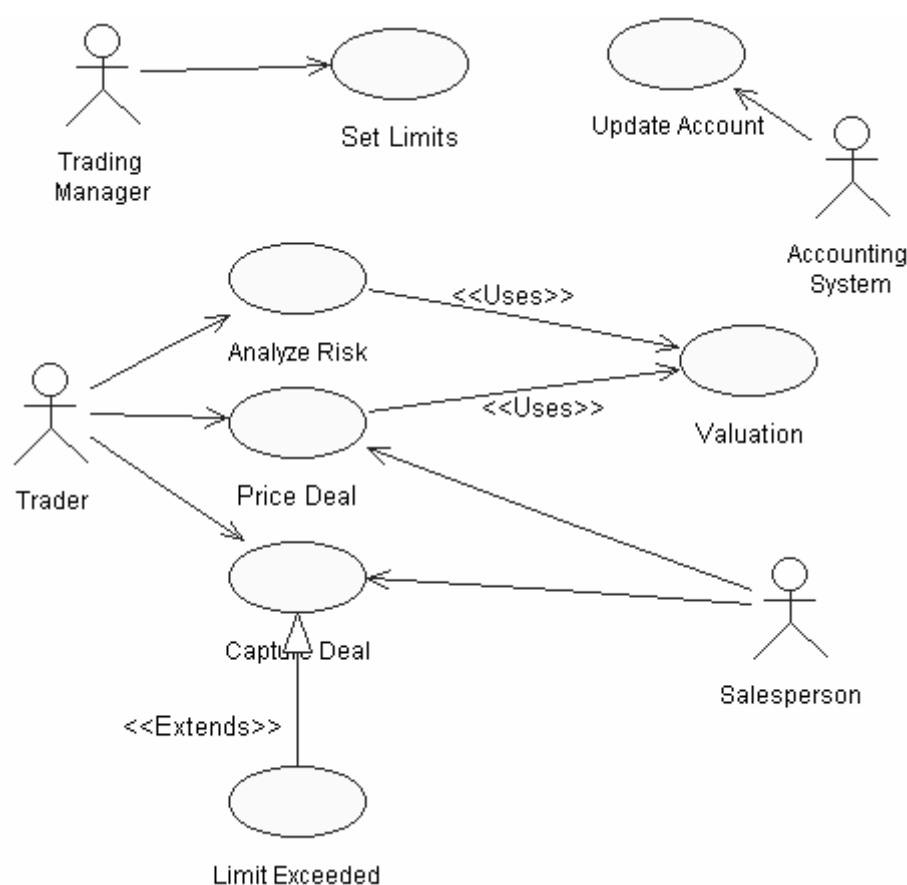 Set Limits
Update Account
Trading
Manager
Accounting
System
<<Uses>>
Analyze Risk
<<Uses>>
Valuation
Trader
Price Deal
Capture Deal
Salesperson
<<Extends>>
Limit Exceeded